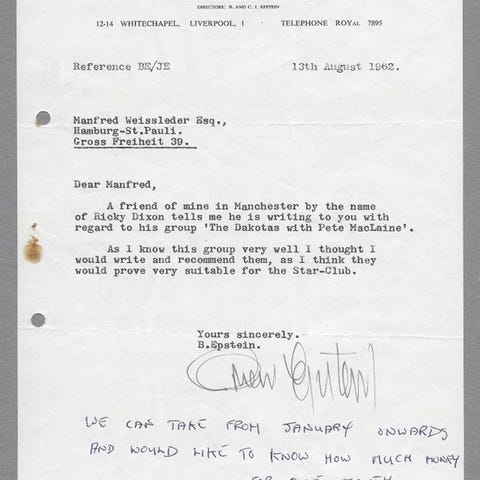 DIRECTORS: B. AND C. J. EPSTEIN
12-14 WHITECHAPEL, LIVERPOOL, 1 · TELEPHONE ROYAL 7895
Reference BE/JE 13th August 1962.
Manfred Weissleder Esq.,
Hamburg-St.Pauli.
Gross Freiheit 39.
Dear Manfred,
A friend of mine in Manchester by the name
of Ricky Dixon tells me he is writing to you with
regard to his group 'The Dakotas with Pete MacLaine'.
As I know this group very well I thought I
would write and recommend them, as I think they
would prove very suitable for the Star-Club.
Yours sincerely.
B.Epstein.
Brian Epstein
WE CAN TAKE FROM JANUARY ONWARDS
AND WOULD LIKE TO KNOW HOW MUCH MONEY
FOR